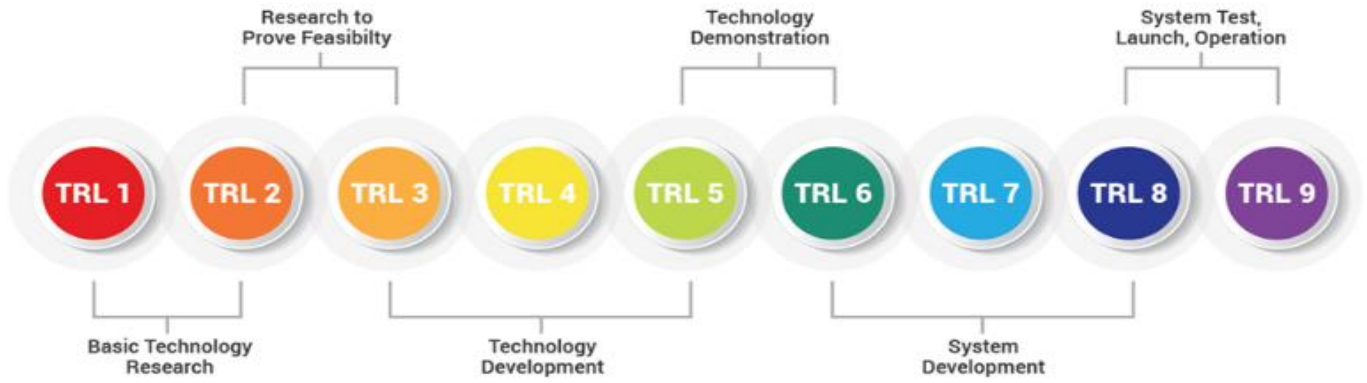 Research to
Prove Feasibilty
Technology
Demonstration
System Test,
Launch, Operation
TRL 1
TRL 2
TRL 3
TRL 4
TRL 5
TRL 6
TRL 7
TRL 8
TRL 9
Basic Technology
Research
Technology
Development
System
Development